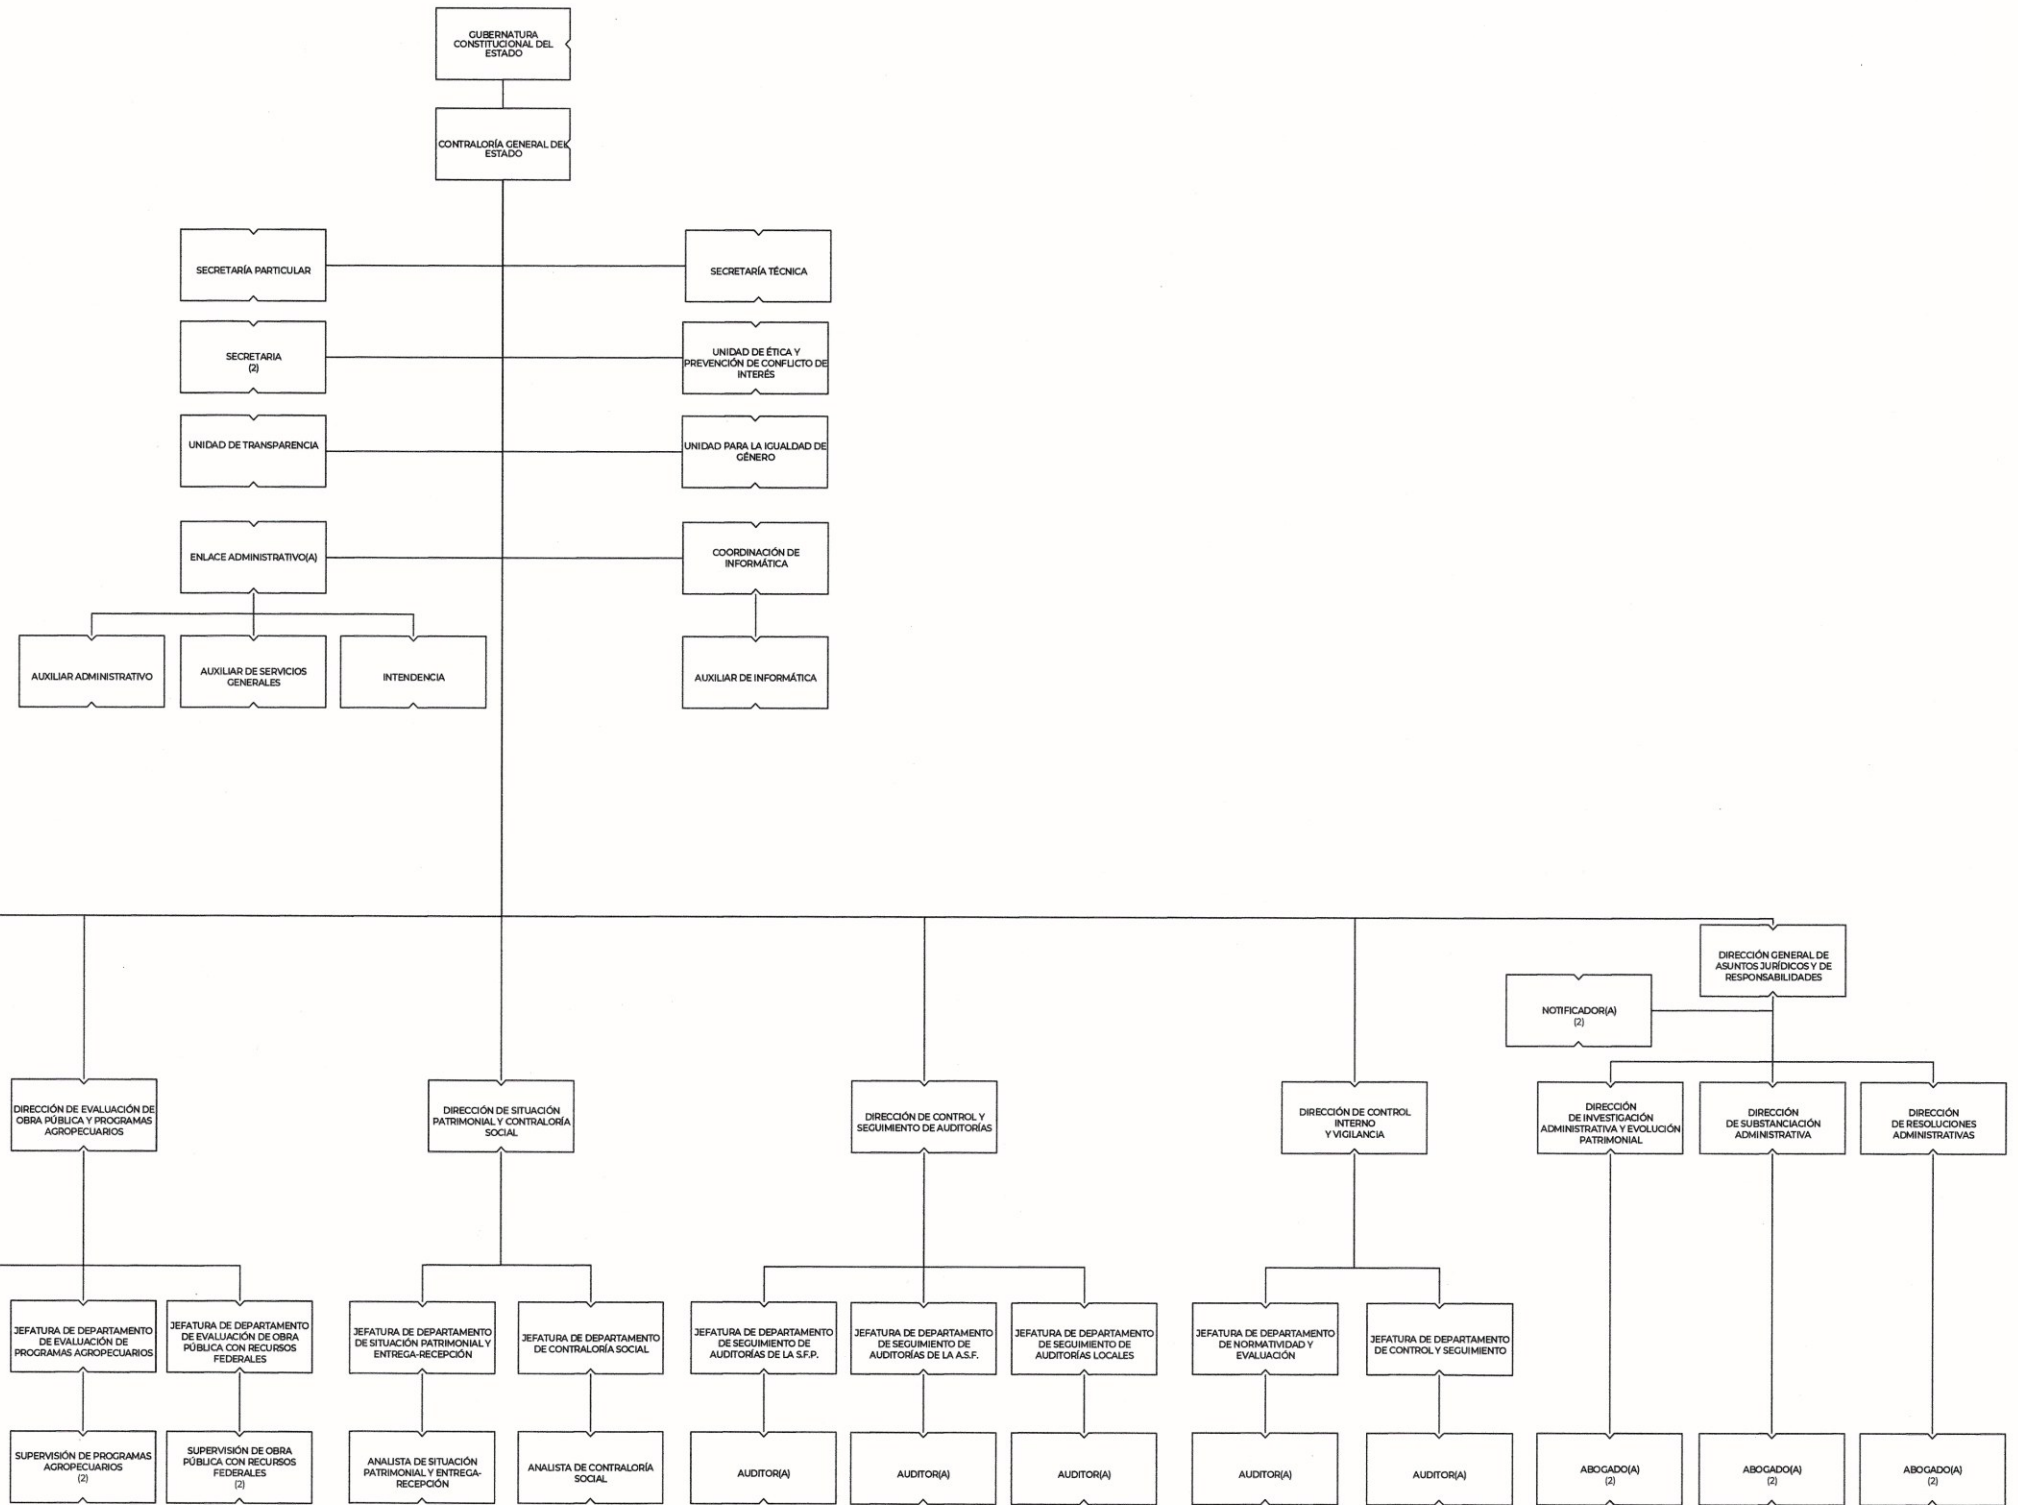 GUBERNATURA
CONSTITUCIONAL DEL
ESTADO
CONTRALORÍA GENERAL DEL
ESTADO
SECRETARÍA PARTICULAR
SECRETARÍA TÉCNICA
SECRETARIA
(2)
UNIDAD DE ÉTICA Y
PREVENCIÓN DE CONFLICTO DE
INTERÉS
UNIDAD DE TRANSPARENCIA
UNIDAD PARA LA IGUALDAD DE
GÉNERO
ENLACE ADMINISTRATIVO(A)
COORDINACIÓN DE
INFORMÁTICA
AUXILIAR ADMINISTRATIVO
AUXILIAR DE SERVICIOS
GENERALES
INTENDENCIA
AUXILIAR DE INFORMÁTICA
DIRECCIÓN GENERAL DE
ASUNTOS JURÍDICOS Y DE
RESPONSABILIDADES
NOTIFICADOR(A)
(2)
DIRECCIÓN DE EVALUACIÓN DE
OBRA PÚBLICA Y PROGRAMAS
AGROPECUARIOS
DIRECCIÓN DE SITUACIÓN
PATRIMONIAL Y CONTRALORÍA
SOCIAL
DIRECCIÓN DE CONTROL Y
SEGUIMIENTO DE AUDITORÍAS
DIRECCIÓN DE CONTROL
INTERNO
Y VIGILANCIA
DIRECCIÓN
DE INVESTIGACIÓN
ADMINISTRATIVA Y EVOLUCIÓN
PATRIMONIAL
DIRECCIÓN
DE SUBSTANCIACIÓN
ADMINISTRATIVA
DIRECCIÓN
DE RESOLUCIONES
ADMINISTRATIVAS
JEFATURA DE DEPARTAMENTO
DE EVALUACIÓN DE
PROGRAMAS AGROPECUARIOS
JEFATURA DE DEPARTAMENTO
DE EVALUACIÓN DE OBRA
PÚBLICA CON RECURSOS
FEDERALES
JEFATURA DE DEPARTAMENTO
DE SITUACIÓN PATRIMONIAL Y
ENTREGA-RECEPCIÓN
JEFATURA DE DEPARTAMENTO
DE CONTRALORÍA SOCIAL
JEFATURA DE DEPARTAMENTO
DE SEGUIMIENTO DE
AUDITORÍAS DE LA S.F.P.
JEFATURA DE DEPARTAMENTO
DE SEGUIMIENTO DE
AUDITORÍAS DE LA A.S.F.
JEFATURA DE DEPARTAMENTO
DE SEGUIMIENTO DE
AUDITORÍAS LOCALES
JEFATURA DE DEPARTAMENTO
DE NORMATIVIDAD Y
EVALUACIÓN
JEFATURA DE DEPARTAMENTO
DE CONTROL Y SEGUIMIENTO
SUPERVISIÓN DE PROGRAMAS
AGROPECUARIOS
(2)
SUPERVISIÓN DE OBRA
PÚBLICA CON RECURSOS
FEDERALES
(2)
ANALISTA DE SITUACIÓN
PATRIMONIAL Y ENTREGA-
RECEPCIÓN
ANALISTA DE CONTRALORÍA
SOCIAL
AUDITOR(A)
AUDITOR(A)
AUDITOR(A)
AUDITOR(A)
AUDITOR(A)
ABOGADO(A)
(2)
ABOGADO(A)
(2)
ABOGADO(A)
(2)